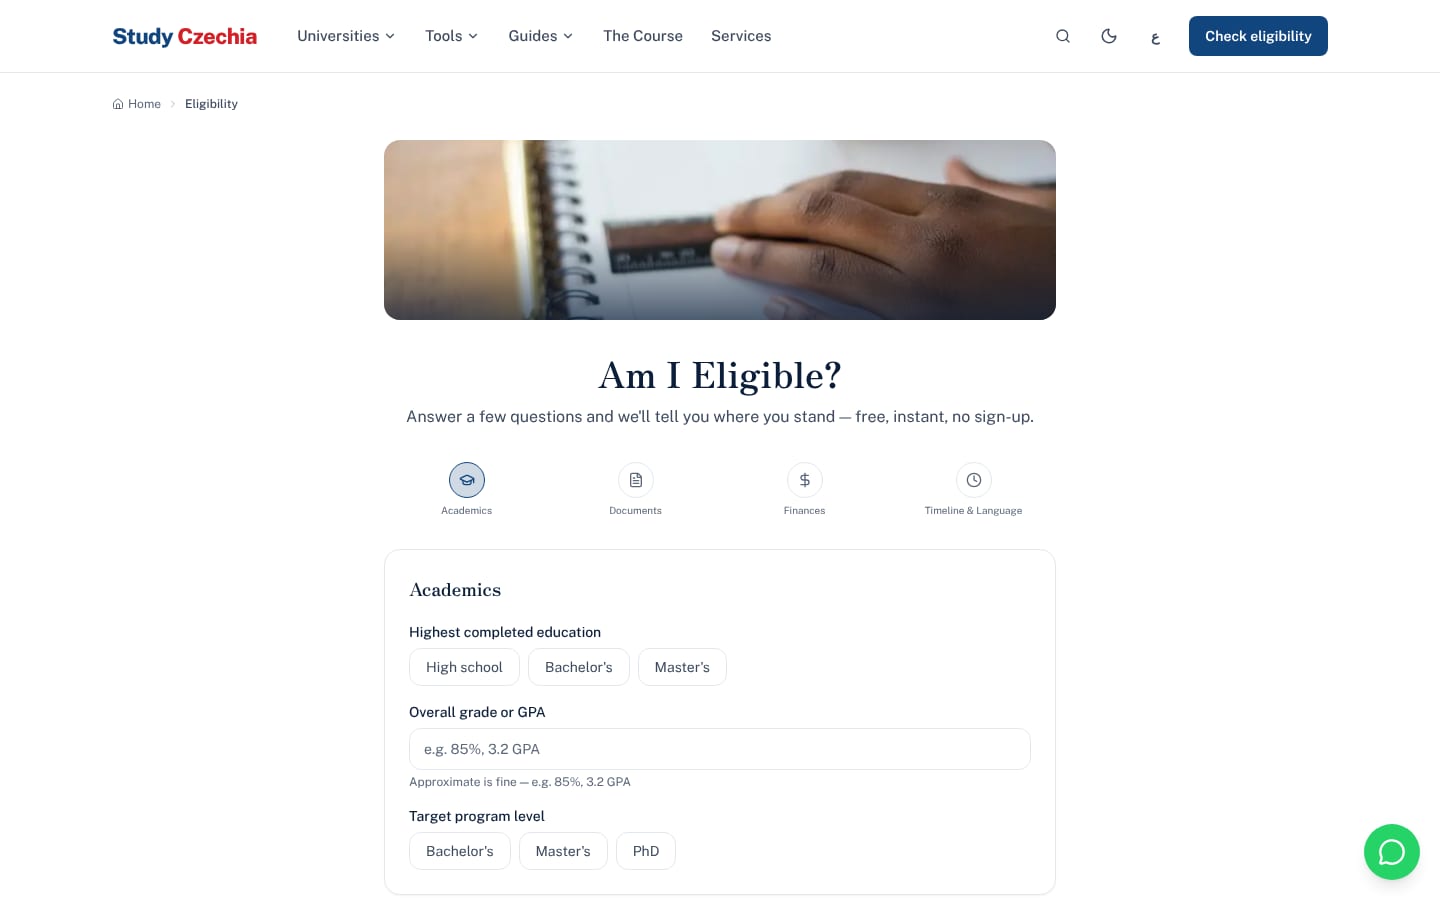 Study Czechia
Universities
Tools
Guides
The Course
Services
ع
Check eligibility
Home
Eligibility
Am I Eligible?
Answer a few questions and we'll tell you where you stand — free, instant, no sign-up.
Academics
Documents
Finances
Timeline & Language
Academics
Highest completed education
High school
Bachelor's
Master's
Overall grade or GPA
e.g. 85%, 3.2 GPA
Approximate is fine — e.g. 85%, 3.2 GPA
Target program level
Bachelor's
Master's
PhD